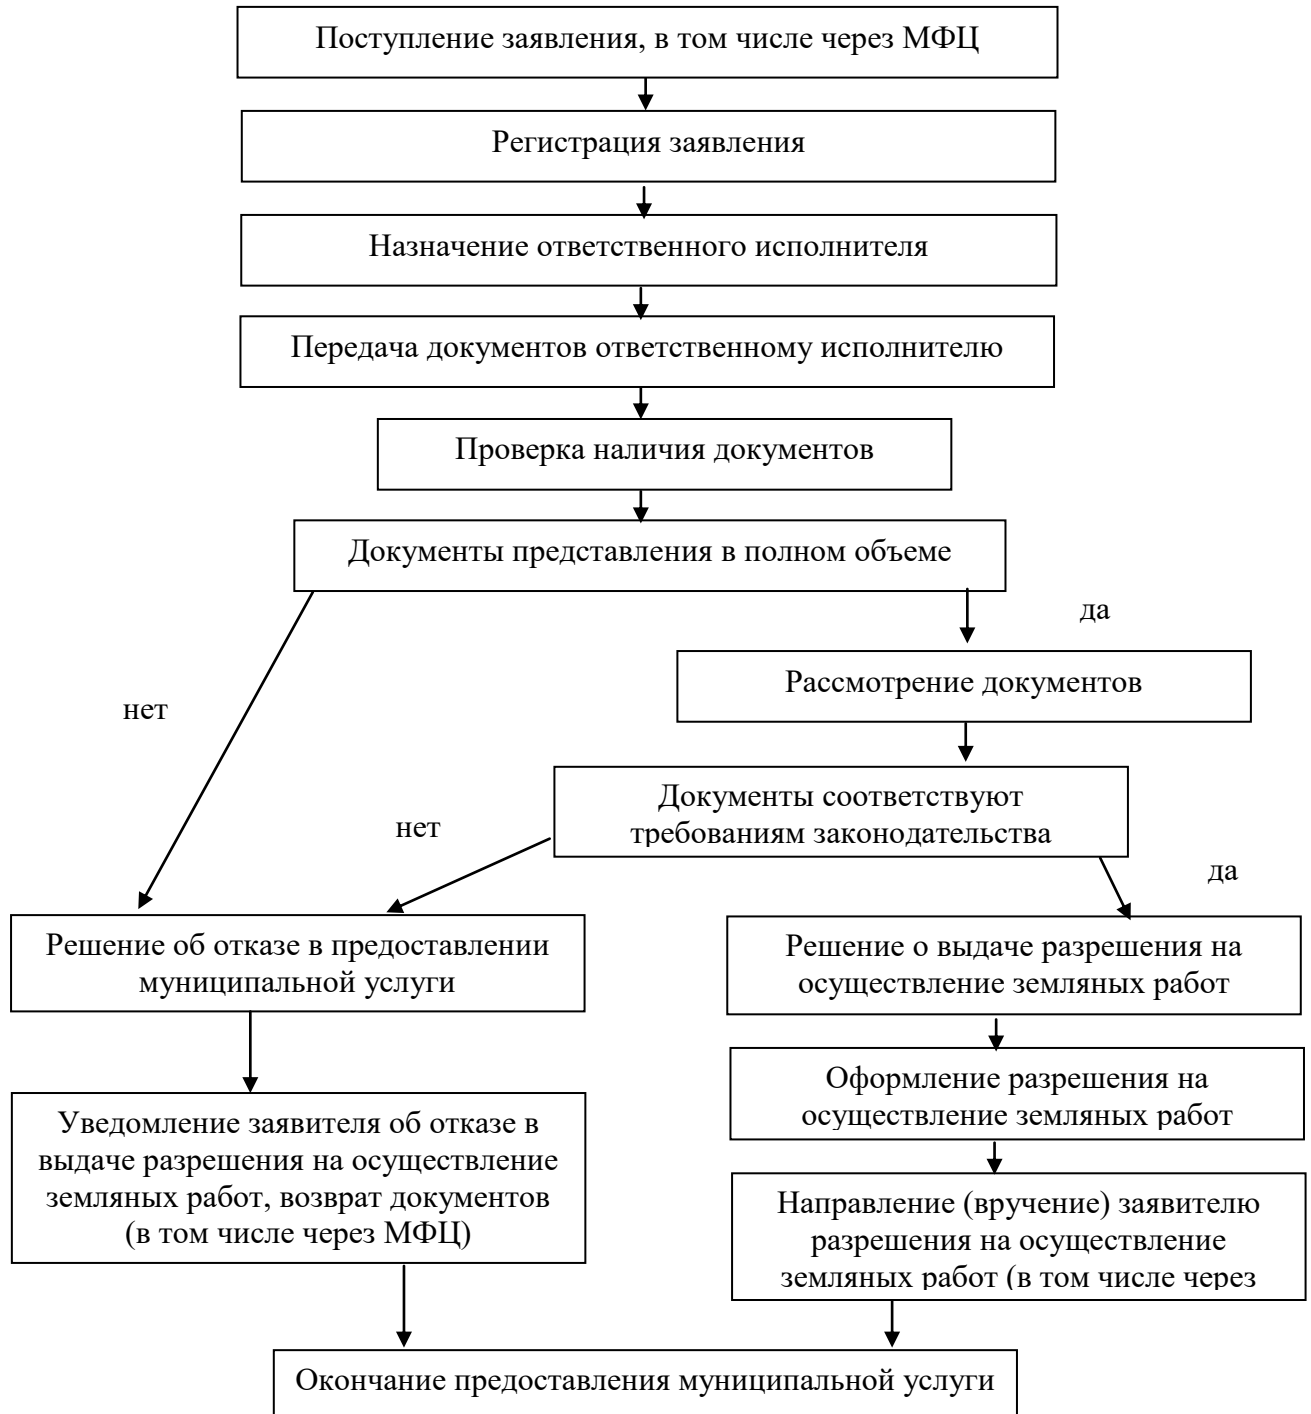 Поступление заявления, в том числе через МФЦ
Регистрация заявления
Назначение ответственного исполнителя
Передача документов ответственному исполнителю
Проверка наличия документов
Документы представления в полном объеме
да
Рассмотрение документов
нет
Документы соответствуют
требованиям законодательства
нет
да
Решение об отказе в предоставлении
муниципальной услуги
Решение о выдаче разрешения на
осуществление земляных работ
Оформление разрешения на
осуществление земляных работ
Уведомление заявителя об отказе в
выдаче разрешения на осуществление
земляных работ, возврат документов
(в том числе через МФЦ)
Направление (вручение) заявителю
разрешения на осуществление
земляных работ (в том числе через
Окончание предоставления муниципальной услуги